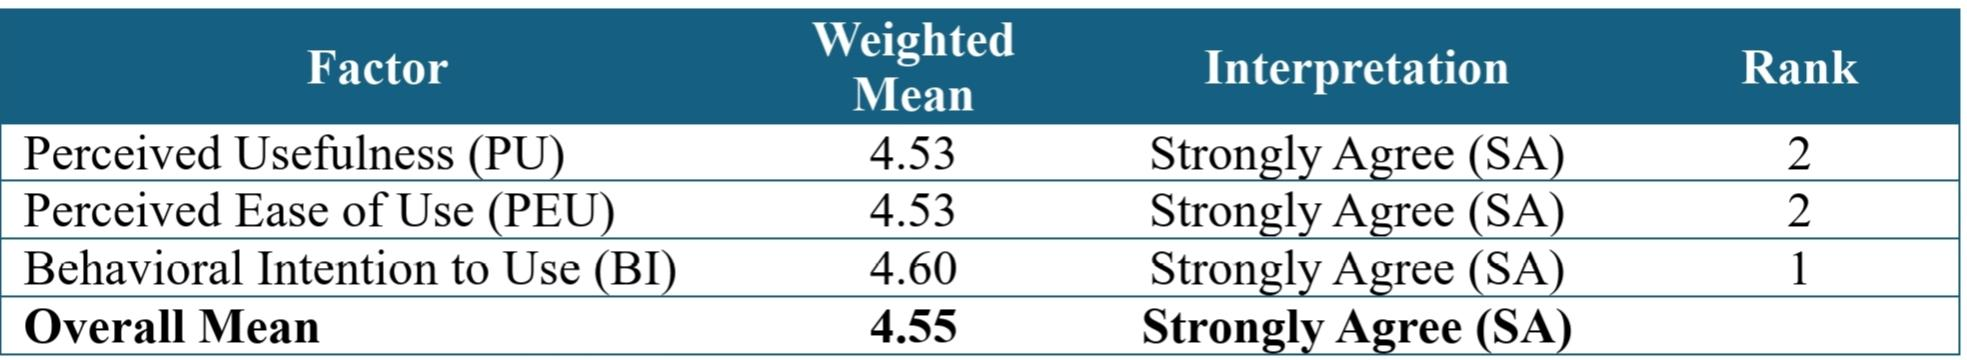 Factor Weighted Mean Interpretation Rank
Perceived Usefulness (PU) 4.53 Strongly Agree (SA) 2
Perceived Ease of Use (PEU) 4.53 Strongly Agree (SA) 2
Behavioral Intention to Use (BI) 4.60 Strongly Agree (SA) 1
Overall Mean 4.55 Strongly Agree (SA)